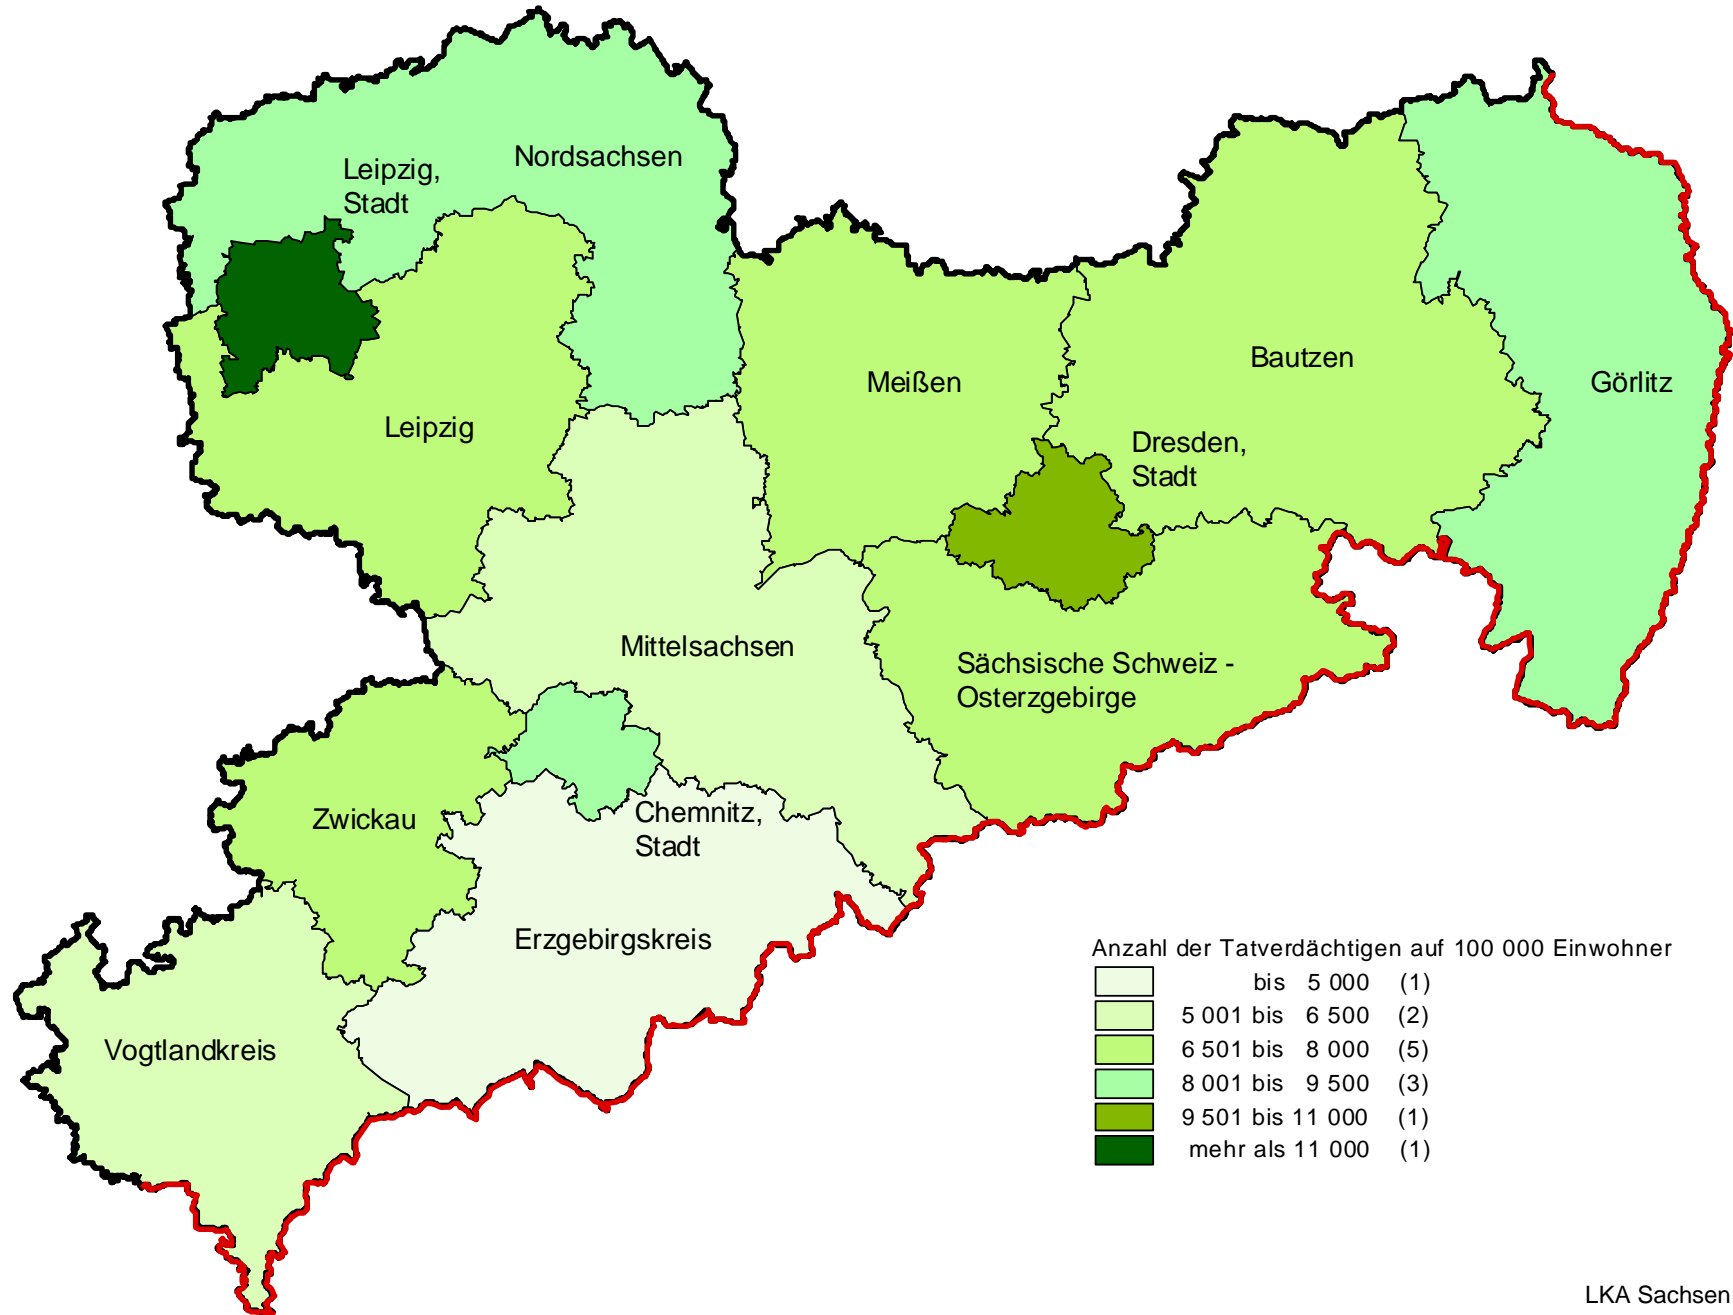 Leipzig,
Stadt
Nordsachsen
Leipzig
Meißen
Bautzen
Görlitz
Dresden,
Stadt
Mittelsachsen
Sächsische Schweiz -
Osterzgebirge
Zwickau
Chemnitz,
Stadt
Erzgebirgskreis
Vogtlandkreis
Anzahl der Tatverdächtigen auf 100 000 Einwohner
bis 5 000 (1)
5 001 bis 6 500 (2)
6 501 bis 8 000 (5)
8 001 bis 9 500 (3)
9 501 bis 11 000 (1)
mehr als 11 000 (1)
LKA Sachsen